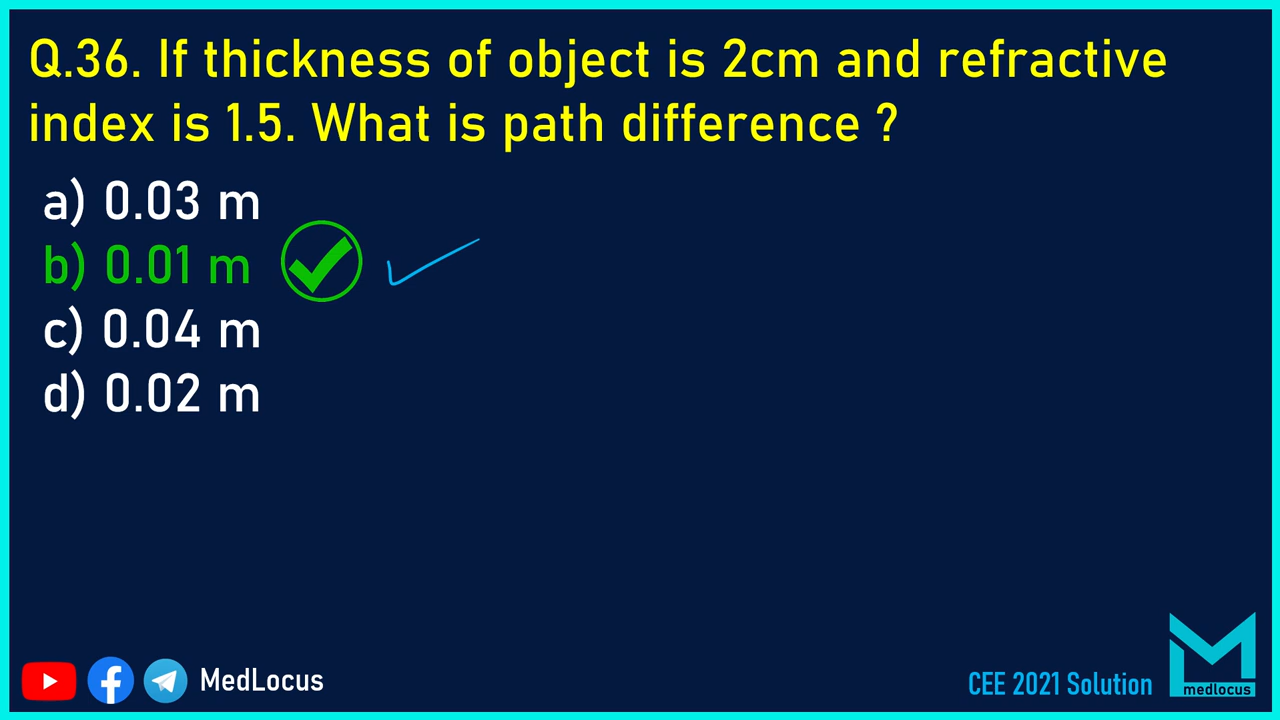 Q.36. If thickness of object is 2cm and refractive
index is 1.5. What is path difference ?
a) 0.03 m
b) 0.01 m
c) 0.04 m
d) 0.02 m
MedLocus
CEE 2021 Solution
medlocus